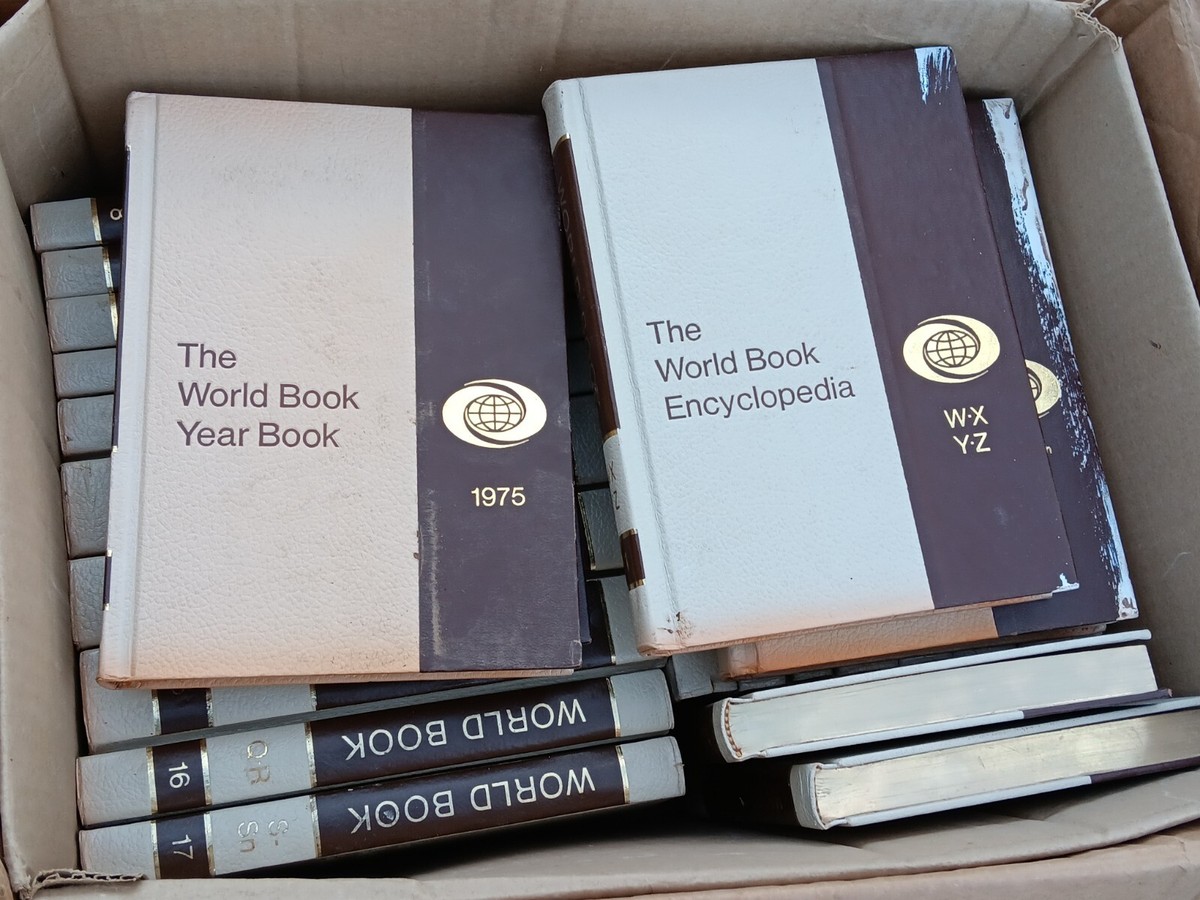 The
World Book
Year Book
1975
The
World Book
Encyclopedia
W·X
Y·Z
WORLD BOOK
Q-R
16
WORLD BOOK
S-
Sn
17